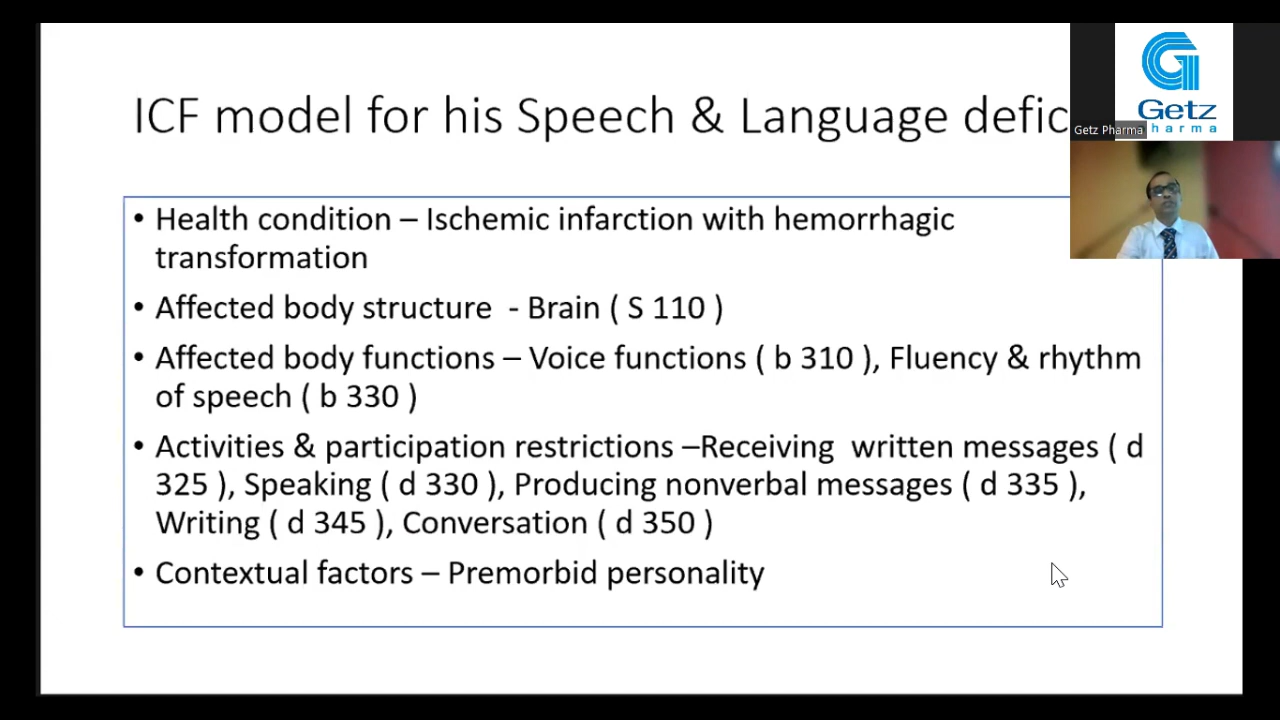 ICF model for his Speech & Language defic
Getz
Getz Pharma
harma
• Health condition – Ischemic infarction with hemorrhagic
transformation
• Affected body structure  - Brain ( S 110 )
• Affected body functions – Voice functions ( b 310 ), Fluency & rhythm
of speech ( b 330 )
• Activities & participation restrictions –Receiving  written messages ( d
325 ), Speaking ( d 330 ), Producing nonverbal messages ( d 335 ),
Writing ( d 345 ), Conversation ( d 350 )
• Contextual factors – Premorbid personality